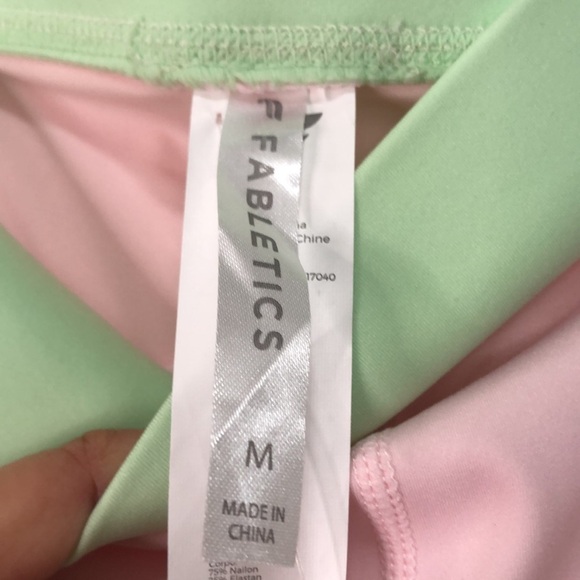 FABLETICS
M
MADE IN
CHINA
Chine
17040
75% Nailon
25% Elastan